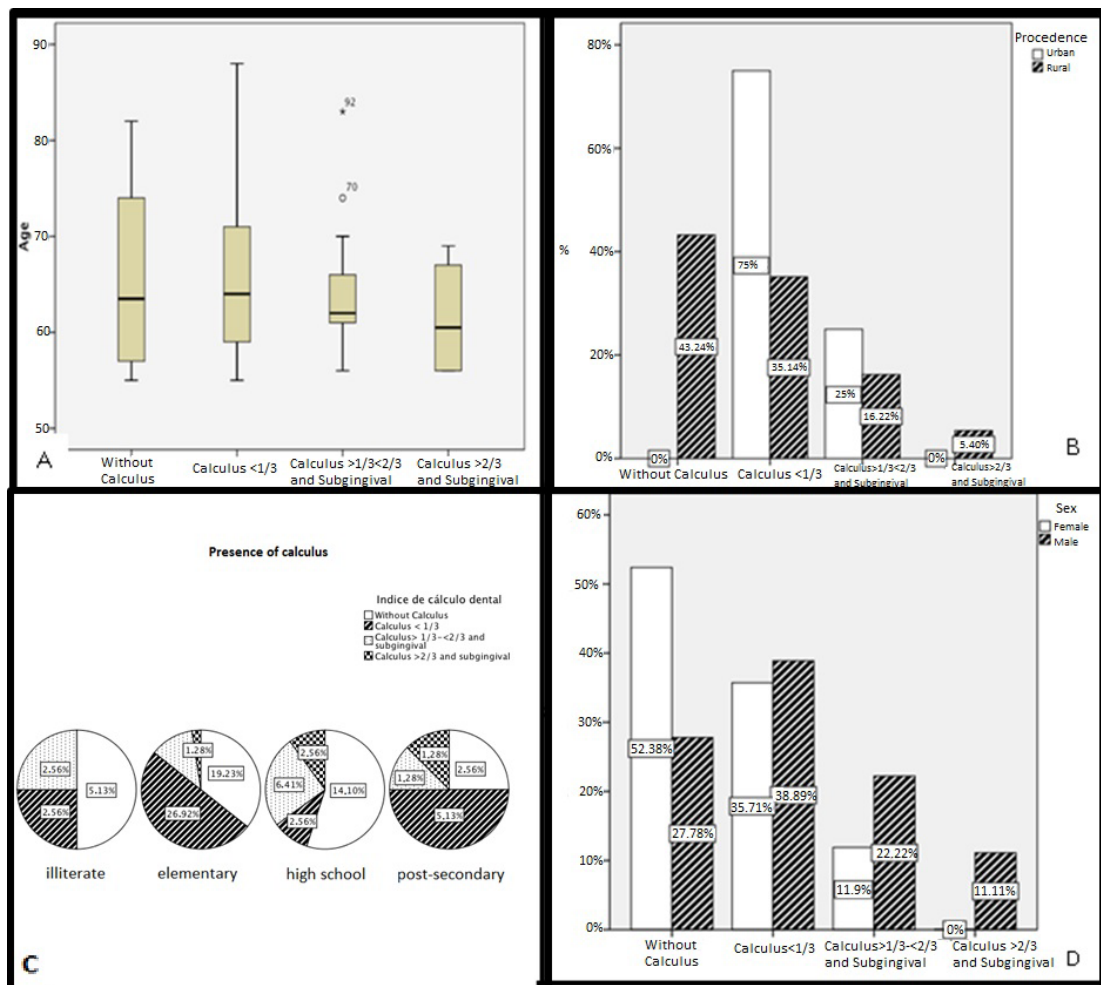 90
80
70
60
50
Age
92
*
70
A
Without
Calculus
Calculus <1/3
Calculus >1/3<2/3
and Subgingival
Calculus >2/3
and Subgingival
Procedence
Urban
Rural
80%
60%
%
40%
20%
0%
0%
43.24%
75%
35.14%
25%
16.22%
0%
5.40%
Without Calculus
Calculus <1/3
Calculus>1/3<2/3
and Subgingival
Calculus>2/3
and Subgingival
B
Presence of calculus
Indice de cálculo dental
Without Calculus
Calculus < 1/3
Calculus> 1/3-<2/3 and
subgingival
Calculus >2/3 and subgingival
2.56%
5.13%
2.56%
illiterate
1.28%
19.23%
26.92%
elementary
2,56%
6.41%
14,10%
2.56%
high school
1,28%
1,28%
2.56%
5,13%
post-secondary
C
Sex
Female
Male
60%
50%
40%
30%
20%
10%
0%
52.38%
27.78%
35.71%
38.89%
11.9%
22.22%
0%
11.11%
Without
Calculus
Calculus<1/3
Calculus>1/3-<2/3
and Subgingival
Calculus >2/3
and Subgingival
D